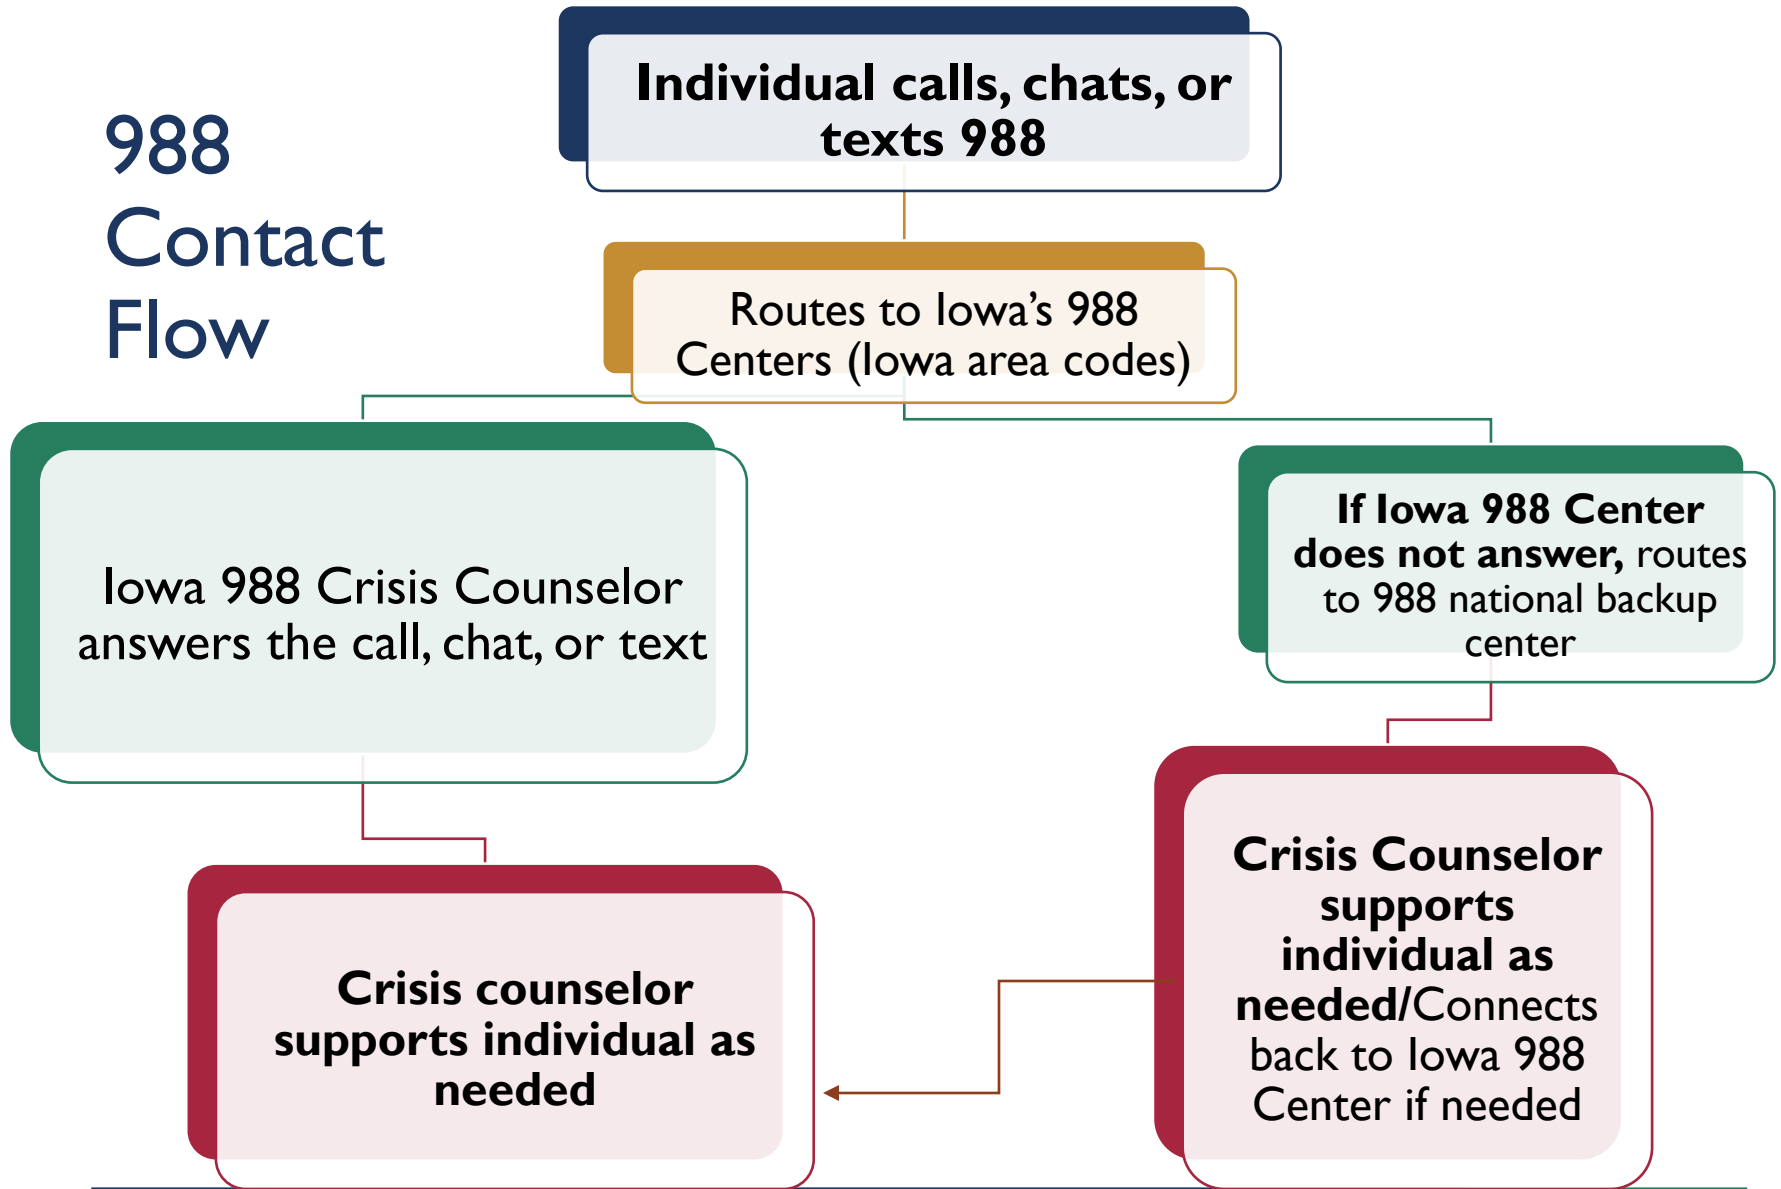 988
Contact
Flow
Individual calls, chats, or
texts 988
Routes to Iowa’s 988
Centers (Iowa area codes)
Iowa 988 Crisis Counselor
answers the call, chat, or text
If Iowa 988 Center
does not answer, routes
to 988 national backup
center
Crisis counselor
supports individual as
needed
Crisis Counselor
supports
individual as
needed/Connects
back to Iowa 988
Center if needed